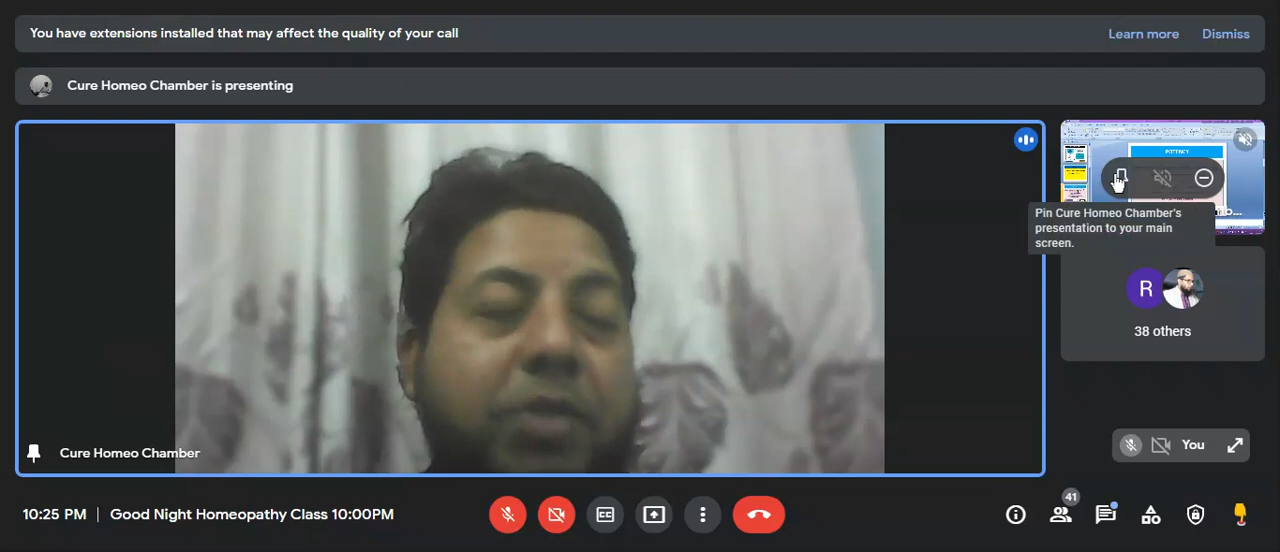 You have extensions installed that may affect the quality of your call
Learn more
Dismiss
Cure Homeo Chamber is presenting
POTENCY
Pin Cure Homeo Chamber's
presentation to your main
screen.
R
38 others
Cure Homeo Chamber
You
41
10:25 PM | Good Night Homeopathy Class 10:00PM
CC